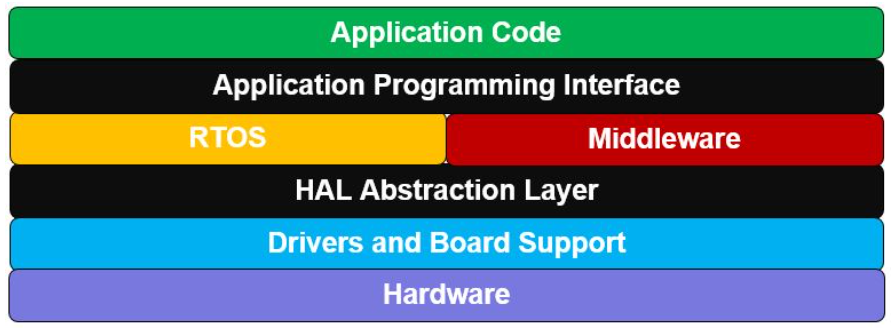 Application Code
Application Programming Interface
RTOS
Middleware
HAL Abstraction Layer
Drivers and Board Support
Hardware